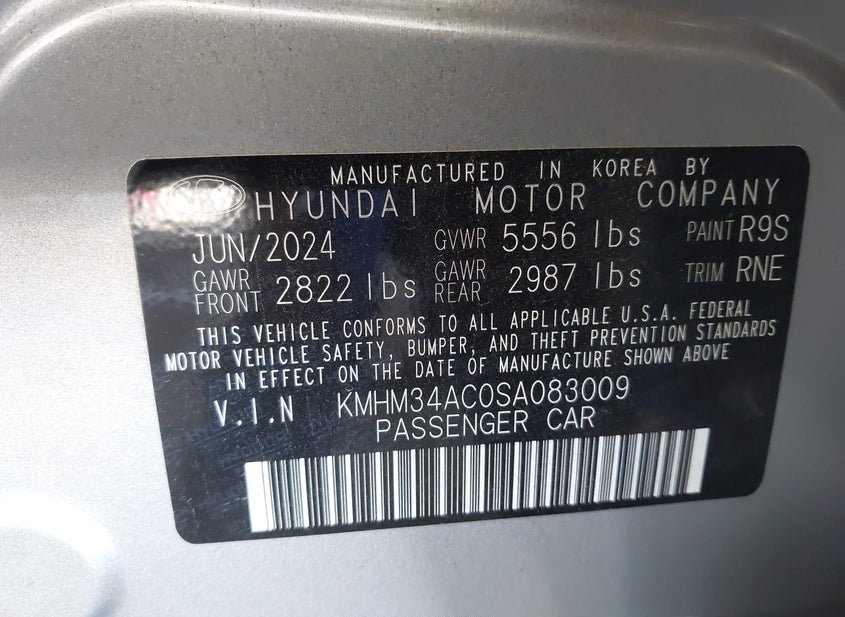 MANUFACTURED IN KOREA BY
HYUNDAI MOTOR COMPANY
JUN/2024 GVWR 5556 lbs PAINT R9S
GAWR FRONT 2822 lbs GAWR REAR 2987 lbs TRIM RNE
THIS VEHICLE CONFORMS TO ALL APPLICABLE U.S.A. FEDERAL
MOTOR VEHICLE SAFETY, BUMPER, AND THEFT PREVENTION STANDARDS
IN EFFECT ON THE DATE OF MANUFACTURE SHOWN ABOVE
V.I.N KMHM34AC0SA083009
PASSENGER CAR